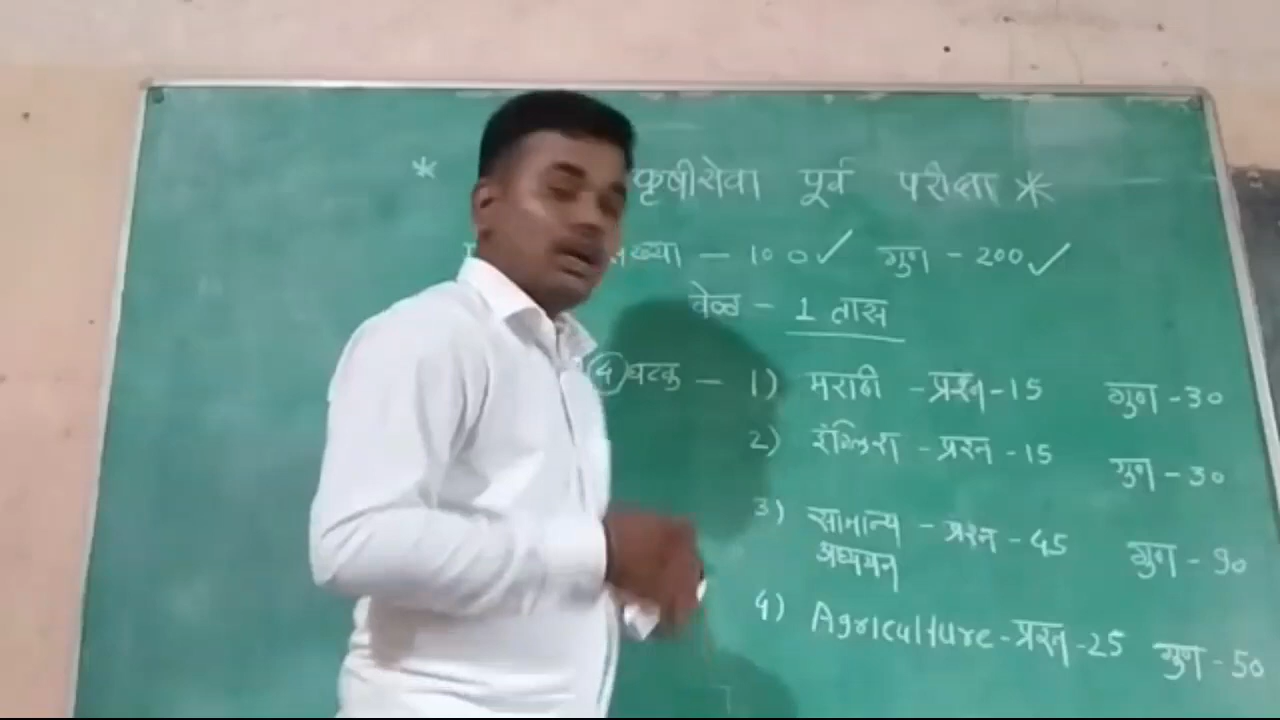 * कृषीसेवा पूर्व परीक्षा *
संख्या – 100 ✓ गुण – 200 ✓
वेळ – 1 तास
4 घटक – 1) मराठी – प्रश्न – 15 गुण – 30
2) इंग्लिश – प्रश्न – 15 गुण – 30
3) सामान्य – प्रश्न – 45 गुण – 90
अध्ययन
4) Agriculture – प्रश्न – 25 गुण – 50